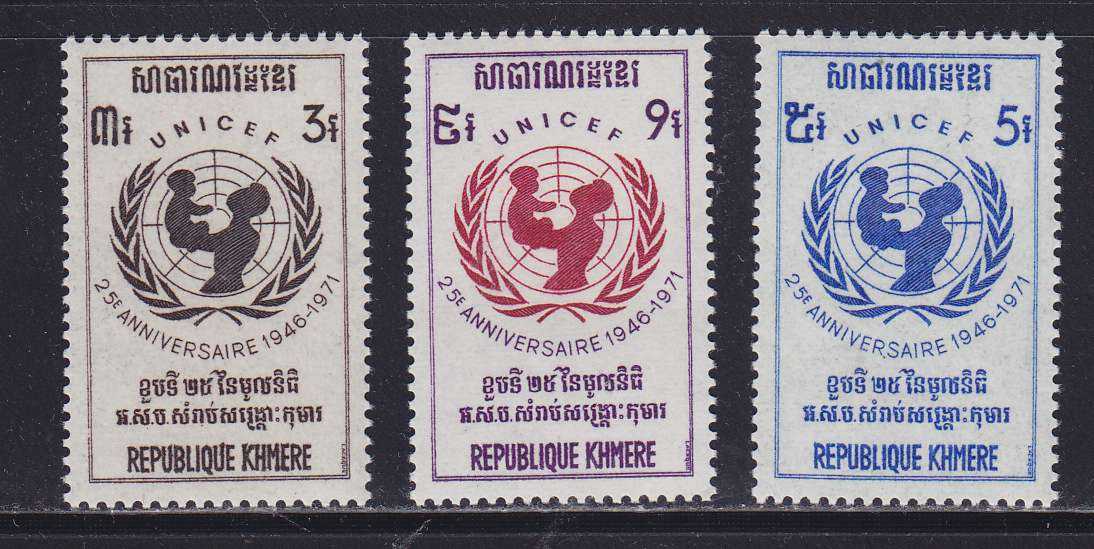 សាធារណរដ្ឋខ្មែរ
៣៛ 3៛
UNICEF
25E ANNIVERSAIRE 1946-1971
ខួបទី ២៥ នៃមូលនិធិ
អ.ស.ប. សំរាប់សង្គ្រោះកុមារ
REPUBLIQUE KHMERE
សាធារណរដ្ឋខ្មែរ
៩៛ 9៛
UNICEF
25E ANNIVERSAIRE 1946-1971
ខួបទី ២៥ នៃមូលនិធិ
អ.ស.ប. សំរាប់សង្គ្រោះកុមារ
REPUBLIQUE KHMERE
សាធារណរដ្ឋខ្មែរ
៥៛ 5៛
UNICEF
25E ANNIVERSAIRE 1946-1971
ខួបទី ២៥ នៃមូលនិធិ
អ.ស.ប. សំរាប់សង្គ្រោះកុមារ
REPUBLIQUE KHMERE